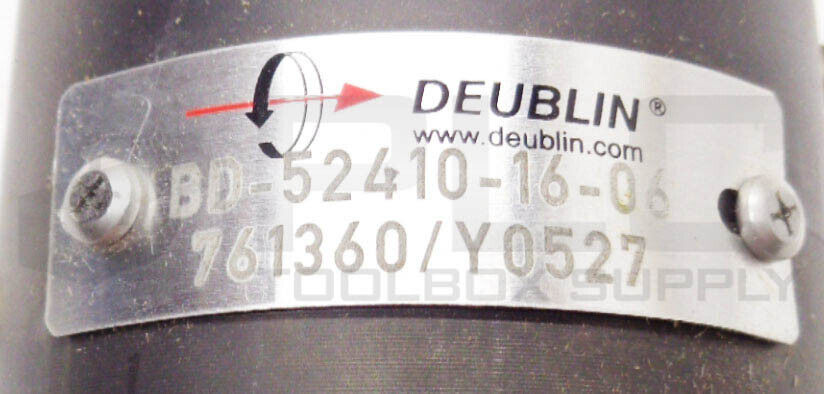 DEUBLIN®
www.deublin.com
BD-52410-16-06
761360/Y0527
TOOLBOX SUPPLY